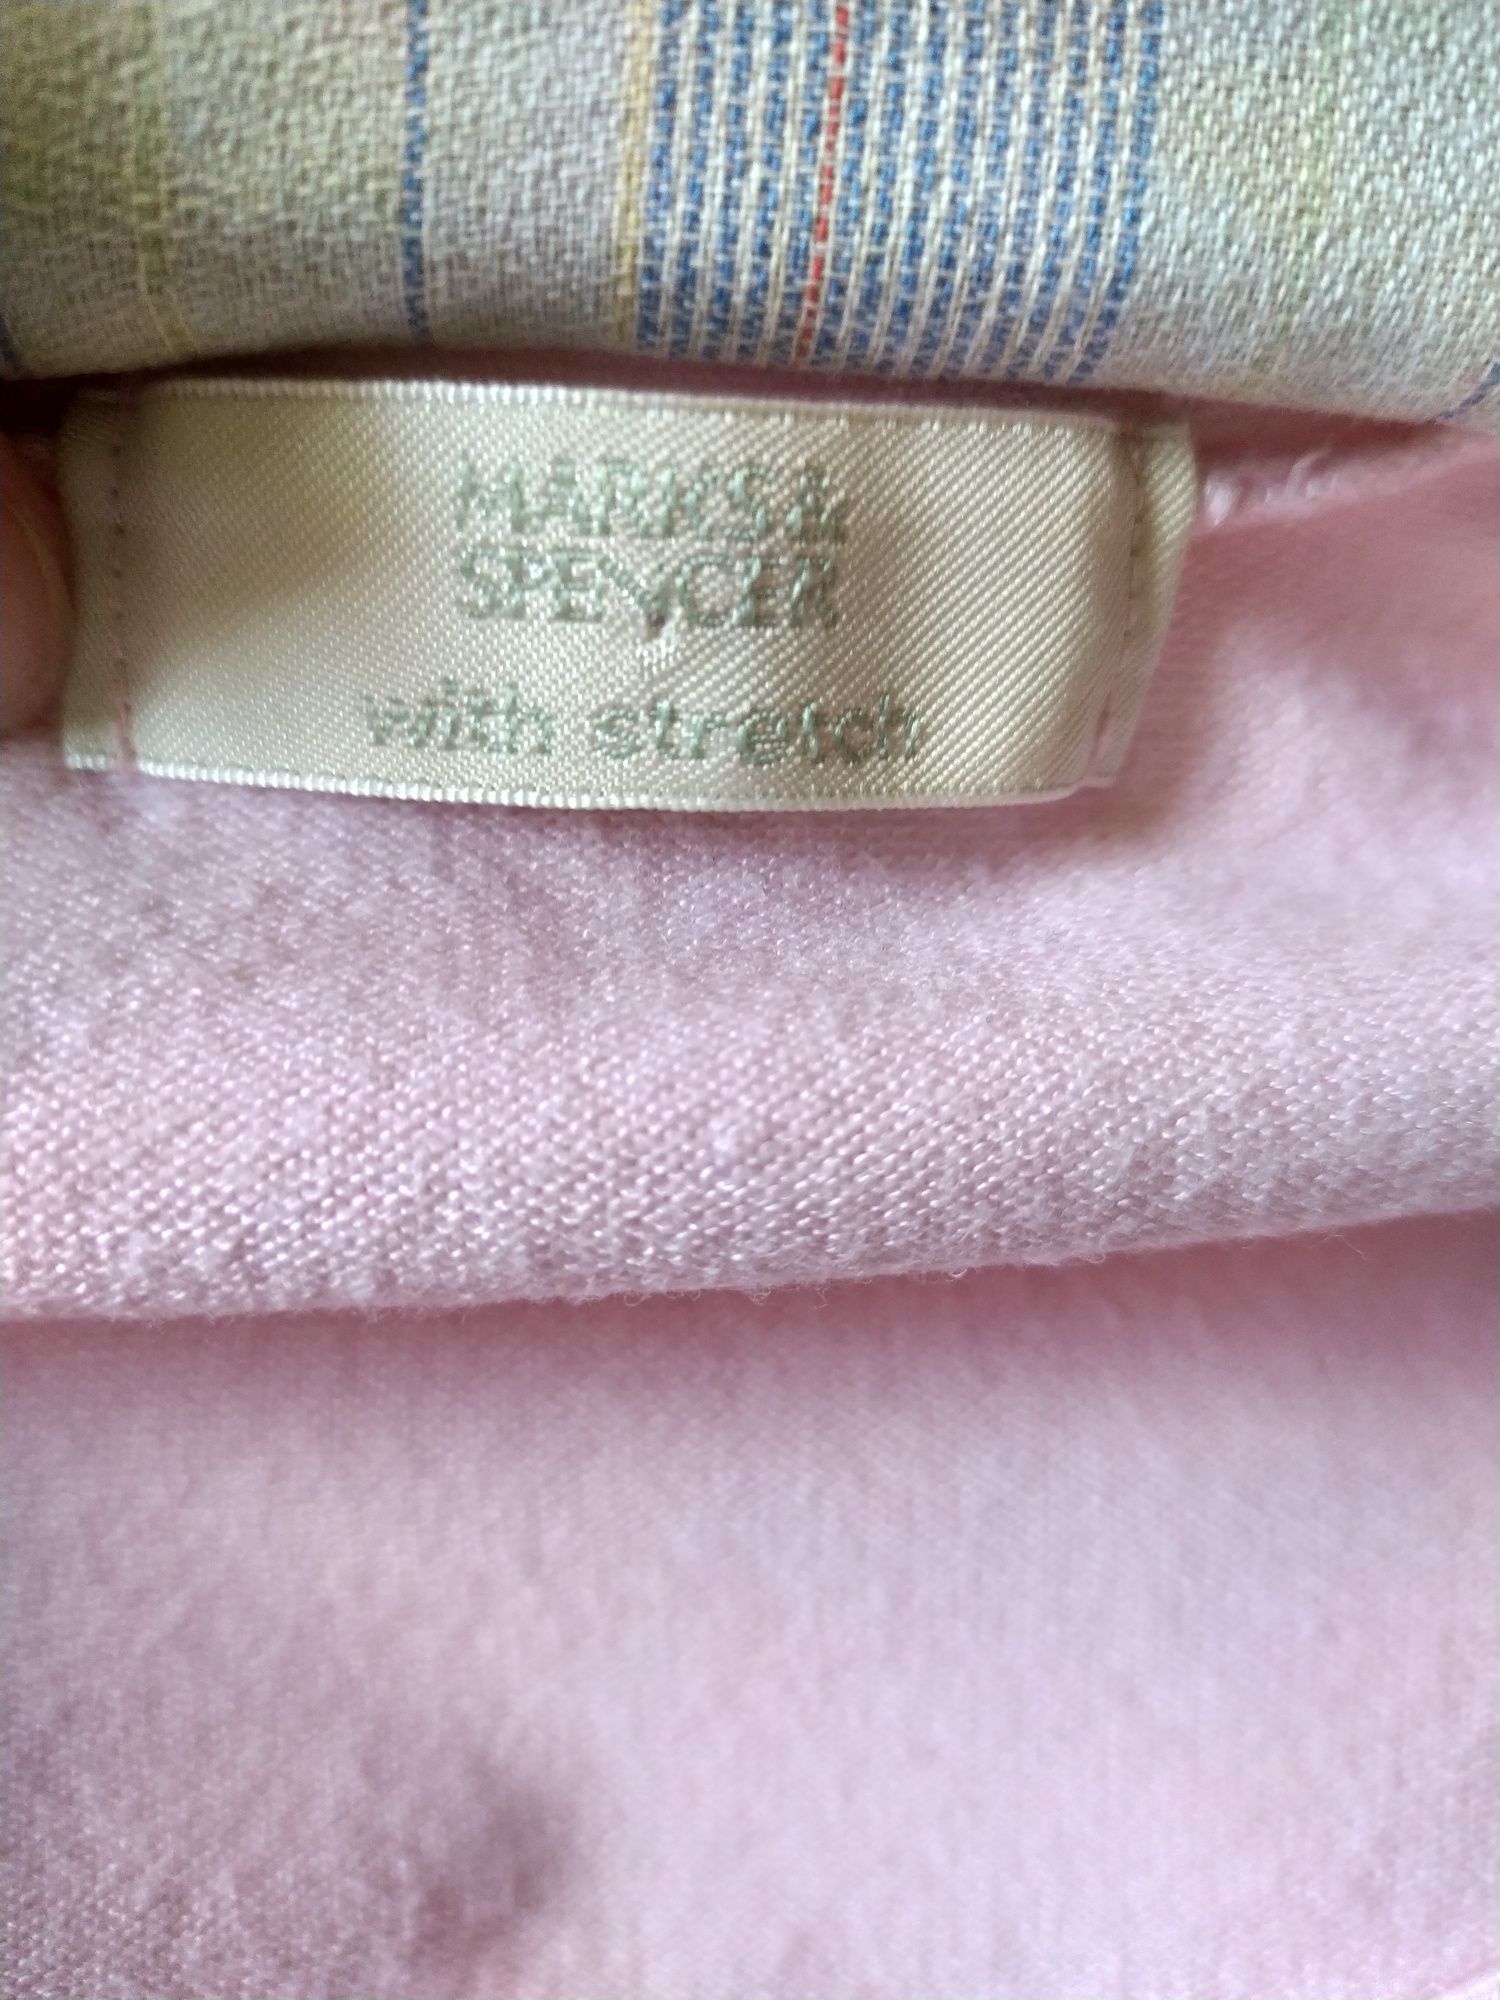 MARKS &
SPENCER
with stretch